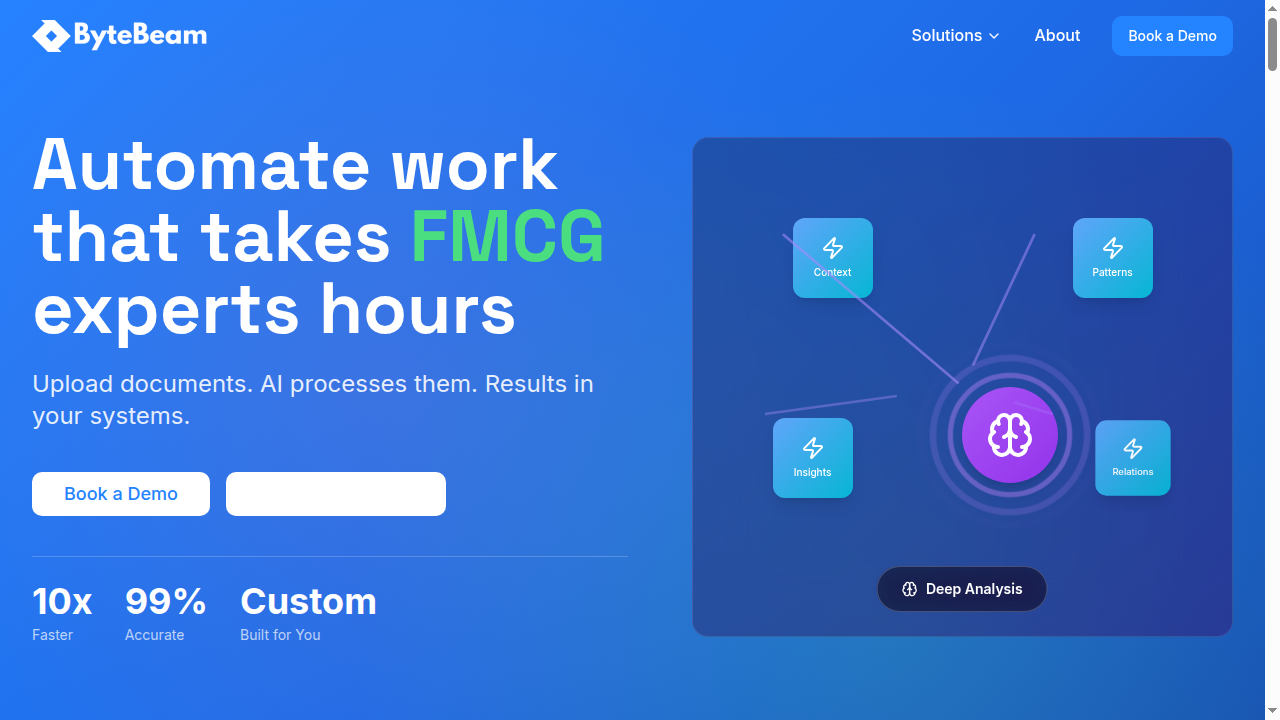 ByteBeam
Solutions
About
Book a Demo
Automate work
that takes FMCG
experts hours
Upload documents. AI processes them. Results in
your systems.
Book a Demo
10x
Faster
99%
Accurate
Custom
Built for You
Context
Patterns
Insights
Relations
Deep Analysis